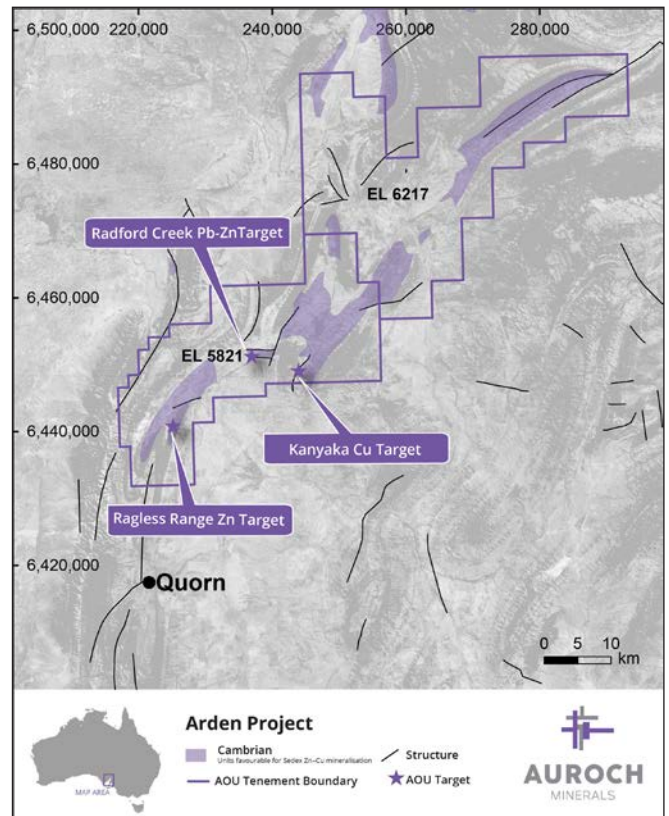 6,500,000 220,000 240,000 260,000 280,000
6,480,000
EL 6217
Radford Creek Pb-ZnTarget
6,460,000
EL 5821
6,440,000
Kanyaka Cu Target
Ragless Range Zn Target
6,420,000
Quorn
0 5 10
km
Arden Project
Cambrian
Units favourable for Sedex Zn-Cu mineralisation
Structure
AOU Tenement Boundary
AOU Target
MAP AREA
AUROCH
MINERALS